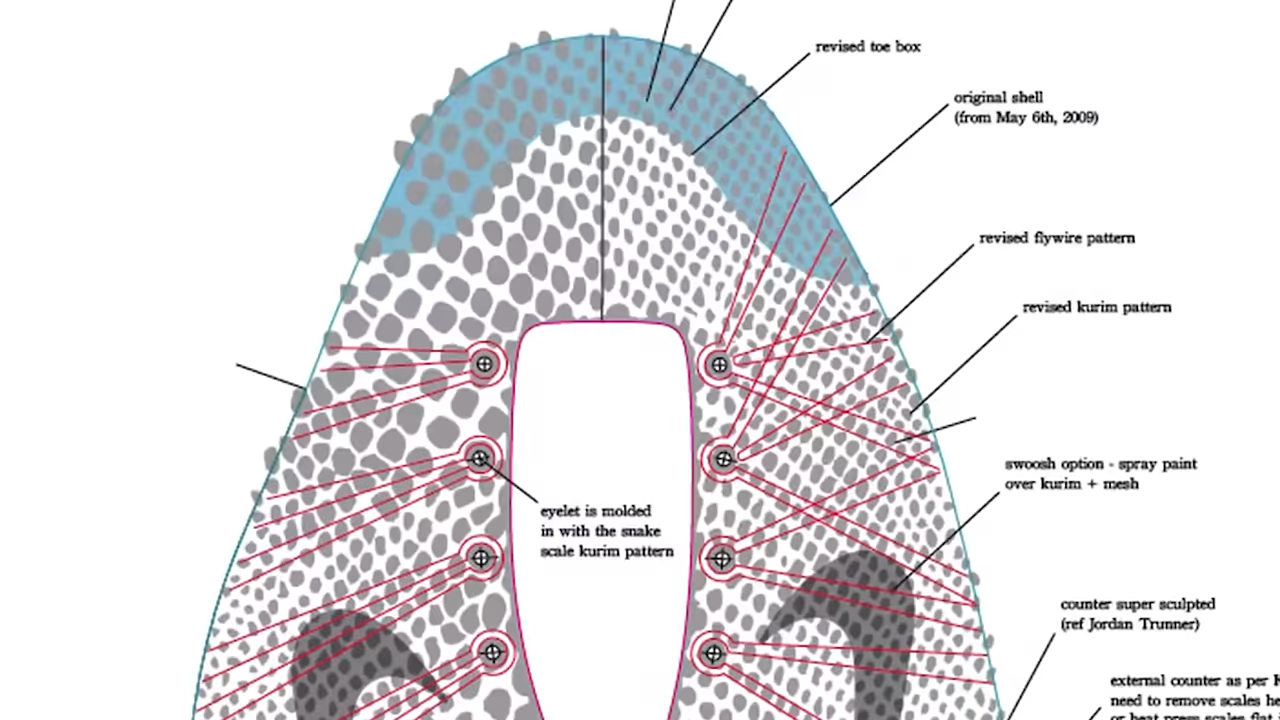 revised toe box
original shell
(from May 6th, 2009)
revised flywire pattern
revised kurim pattern
swoosh option - spray paint
over kurim + mesh
eyelet is molded
in with the snake
scale kurim pattern
counter super sculpted
(ref Jordan Trunner)
external counter as per
need to remove scales
or heat press scales flat